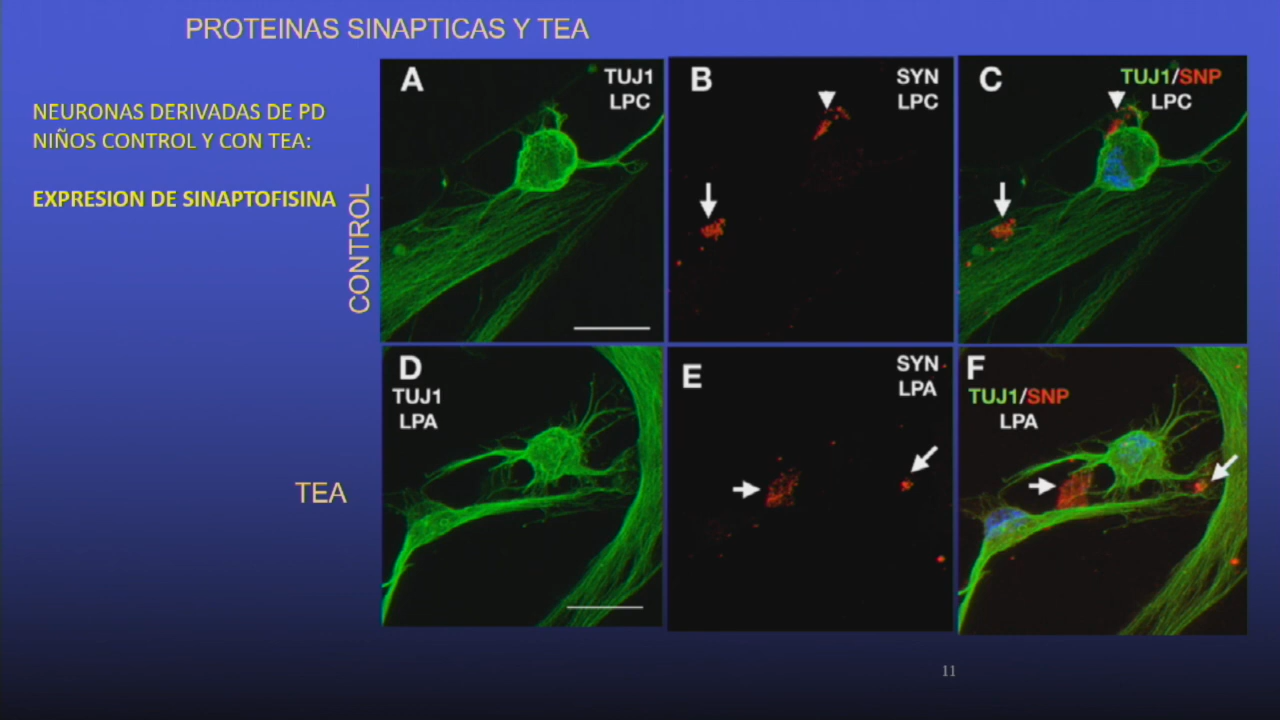 PROTEINAS SINAPTICAS Y TEA
NEURONAS DERIVADAS DE PD
NIÑOS CONTROL Y CON TEA:
EXPRESION DE SINAPTOFISINA
CONTROL
A
TUJ1
LPC
B
SYN
LPC
C
TUJ1/SNP
LPC
TEA
D
TUJ1
LPA
E
SYN
LPA
F
TUJ1/SNP
LPA
11